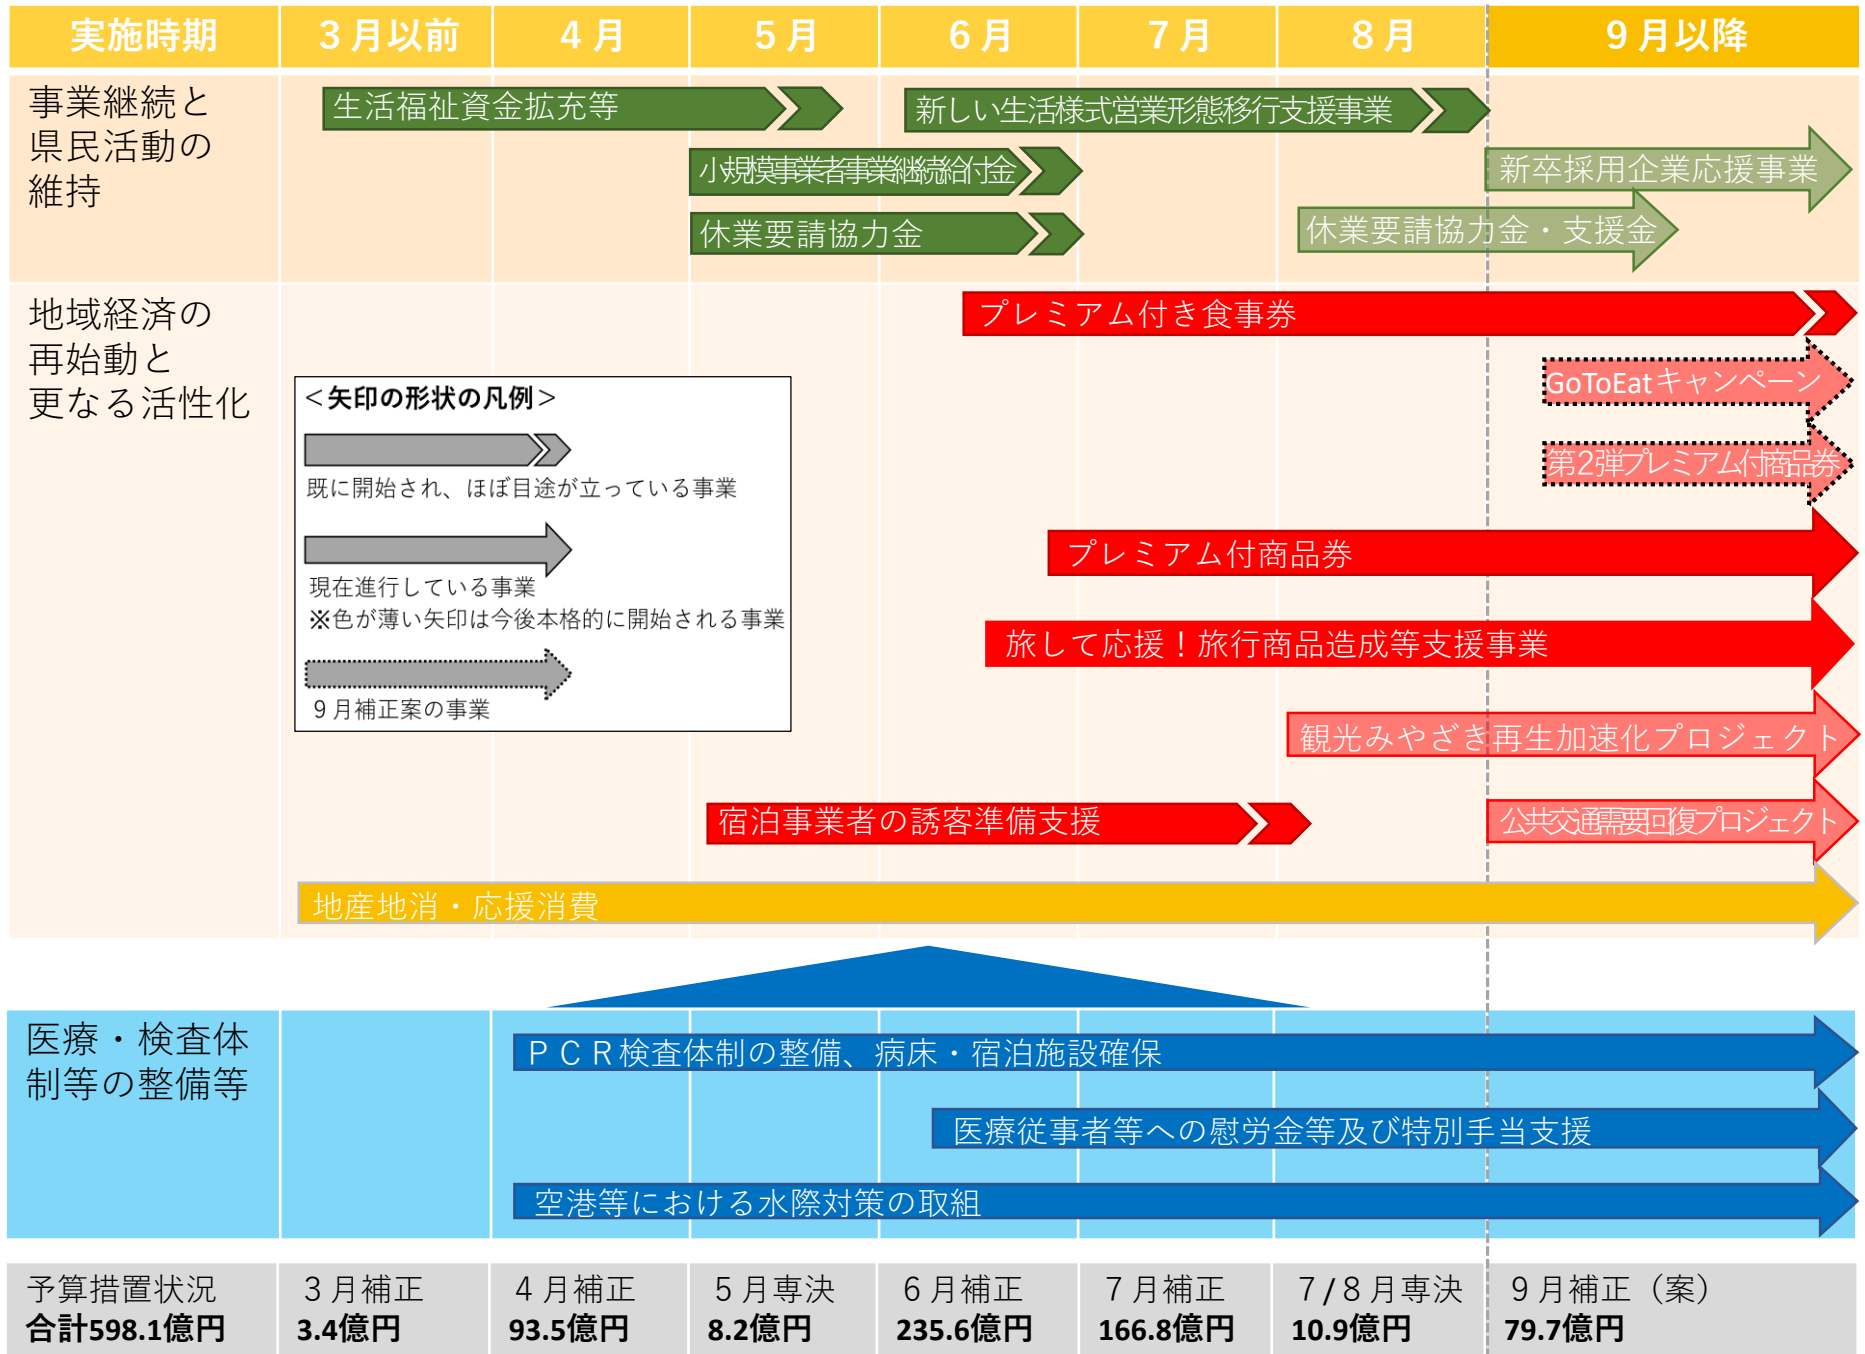 実施時期
３月以前
４月
５月
６月
７月
８月
９月以降
事業継続と
県民活動の
維持
生活福祉資金拡充等
新しい生活様式営業形態移行支援事業
小規模事業者事業継続給付金
新卒採用企業応援事業
休業要請協力金
休業要請協力金・支援金
地域経済の
再始動と
更なる活性化
プレミアム付き食事券
GoToEatキャンペーン
第2弾プレミアム付商品券
プレミアム付商品券
旅して応援！旅行商品造成等支援事業
観光みやざき再生加速化プロジェクト
宿泊事業者の誘客準備支援
公共交通需要回復プロジェクト
地産地消・応援消費
＜矢印の形状の凡例＞
既に開始され、ほぼ目途が立っている事業
現在進行している事業
※色が薄い矢印は今後本格的に開始される事業
９月補正案の事業
医療・検査体
制等の整備等
ＰＣＲ検査体制の整備、病床・宿泊施設確保
医療従事者等への慰労金等及び特別手当支援
空港等における水際対策の取組
予算措置状況
合計598.1億円
３月補正
3.4億円
４月補正
93.5億円
５月専決
8.2億円
６月補正
235.6億円
７月補正
166.8億円
７/８月専決
10.9億円
９月補正（案）
79.7億円